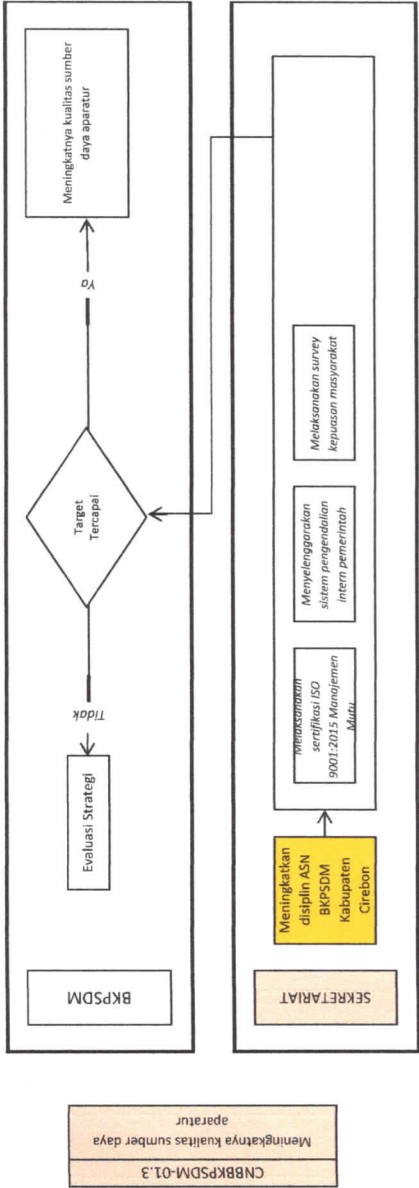 CNBBKPSDM-01.3
Meningkatnya kualitas sumber daya
aparatur
BKPSDM
Evaluasi Strategi
Tidak
Target
Tercapai
Ya
Meningkatnya kualitas sumber
daya aparatur
SEKRETARIAT
Meningkatkan
disiplin ASN
BKPSDM
Kabupaten
Cirebon
Melaksanakan
sertifikasi ISO
9001:2015 Manajemen
Mutu
Menyelenggarakan
sistem pengendalian
intern pemerintah
Melaksanakan survey
kepuasan masyarakat